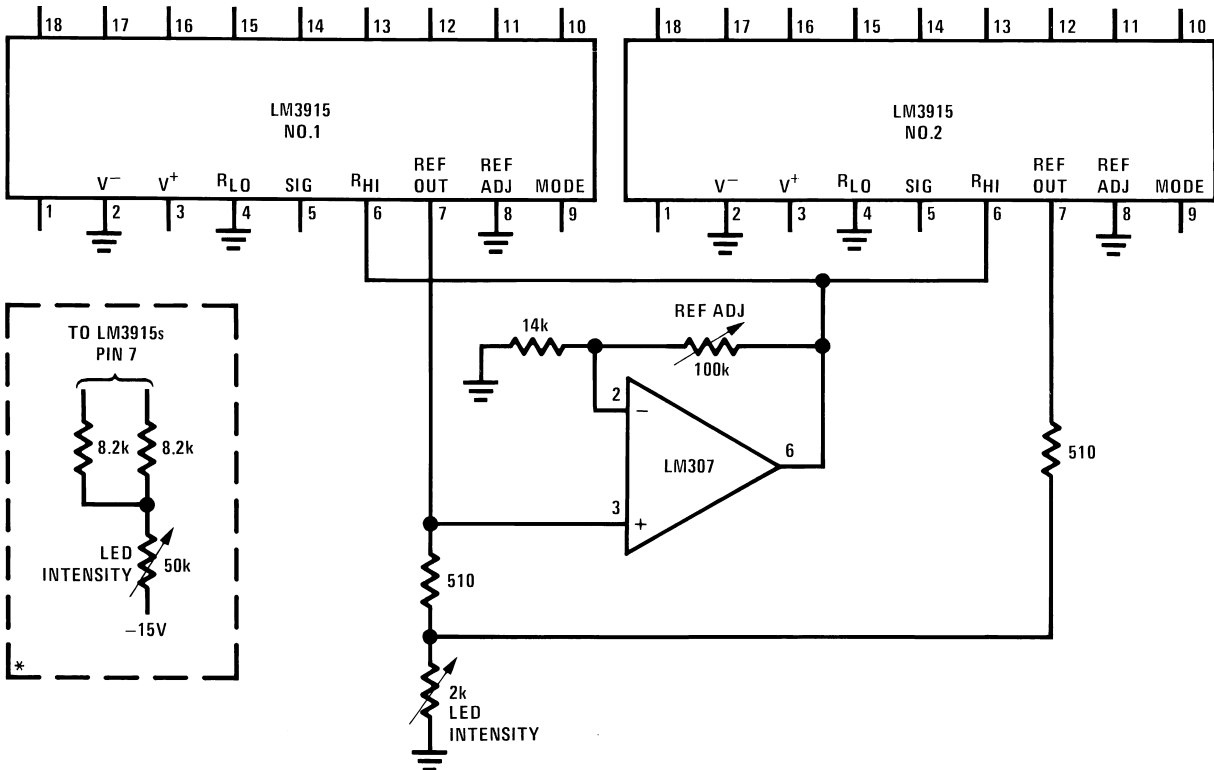 18 17 16 15 14 13 12 11 10
18 17 16 15 14 13 12 11 10
LM3915
NO.1
LM3915
NO.2
V⁻ V⁺ RLO SIG RHI REF OUT REF ADJ MODE
1 2 3 4 5 6 7 8 9
V⁻ V⁺ RLO SIG RHI REF OUT REF ADJ MODE
1 2 3 4 5 6 7 8 9
TO LM3915s
PIN 7
8.2k 8.2k
LED
INTENSITY
50k
–15V
*
REF ADJ
14k
100k
2
–
LM307
6
3
+
510
510
2k
LED
INTENSITY